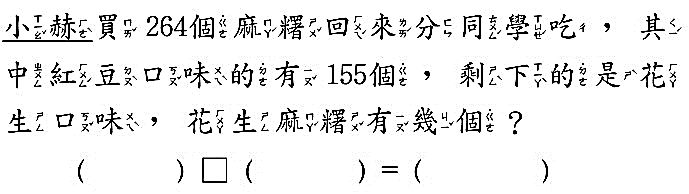 小赫買 264個麻糬回來分同學吃，其
中紅豆口味的有 155個，剩下的是花
生口味，花生麻糬有幾個？
(　　　) □ (　　　) = (　　　)